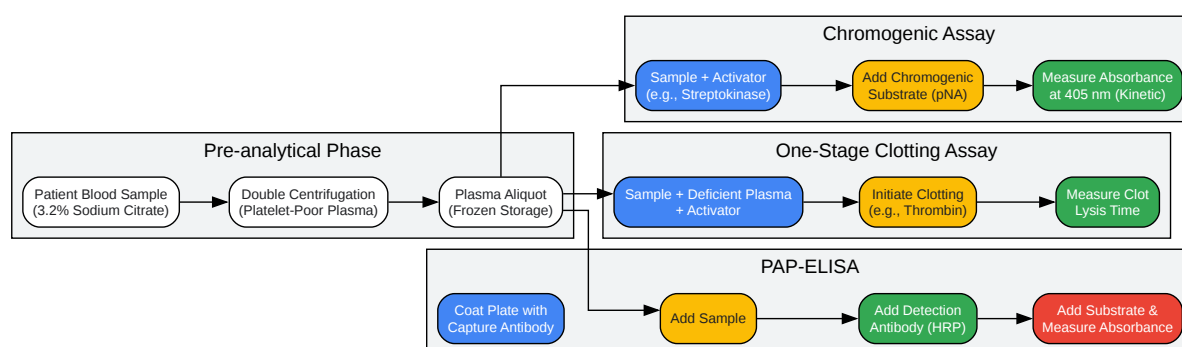 Chromogenic Assay
Sample + Activator
(e.g., Streptokinase)
Add Chromogenic
Substrate (pNA)
Measure Absorbance
at 405 nm (Kinetic)
Pre-analytical Phase
Patient Blood Sample
(3.2% Sodium Citrate)
Double Centrifugation
(Platelet-Poor Plasma)
Plasma Aliquot
(Frozen Storage)
One-Stage Clotting Assay
Sample + Deficient Plasma
+ Activator
Initiate Clotting
(e.g., Thrombin)
Measure Clot
Lysis Time
PAP-ELISA
Coat Plate with
Capture Antibody
Add Sample
Add Detection
Antibody (HRP)
Add Substrate &
Measure Absorbance